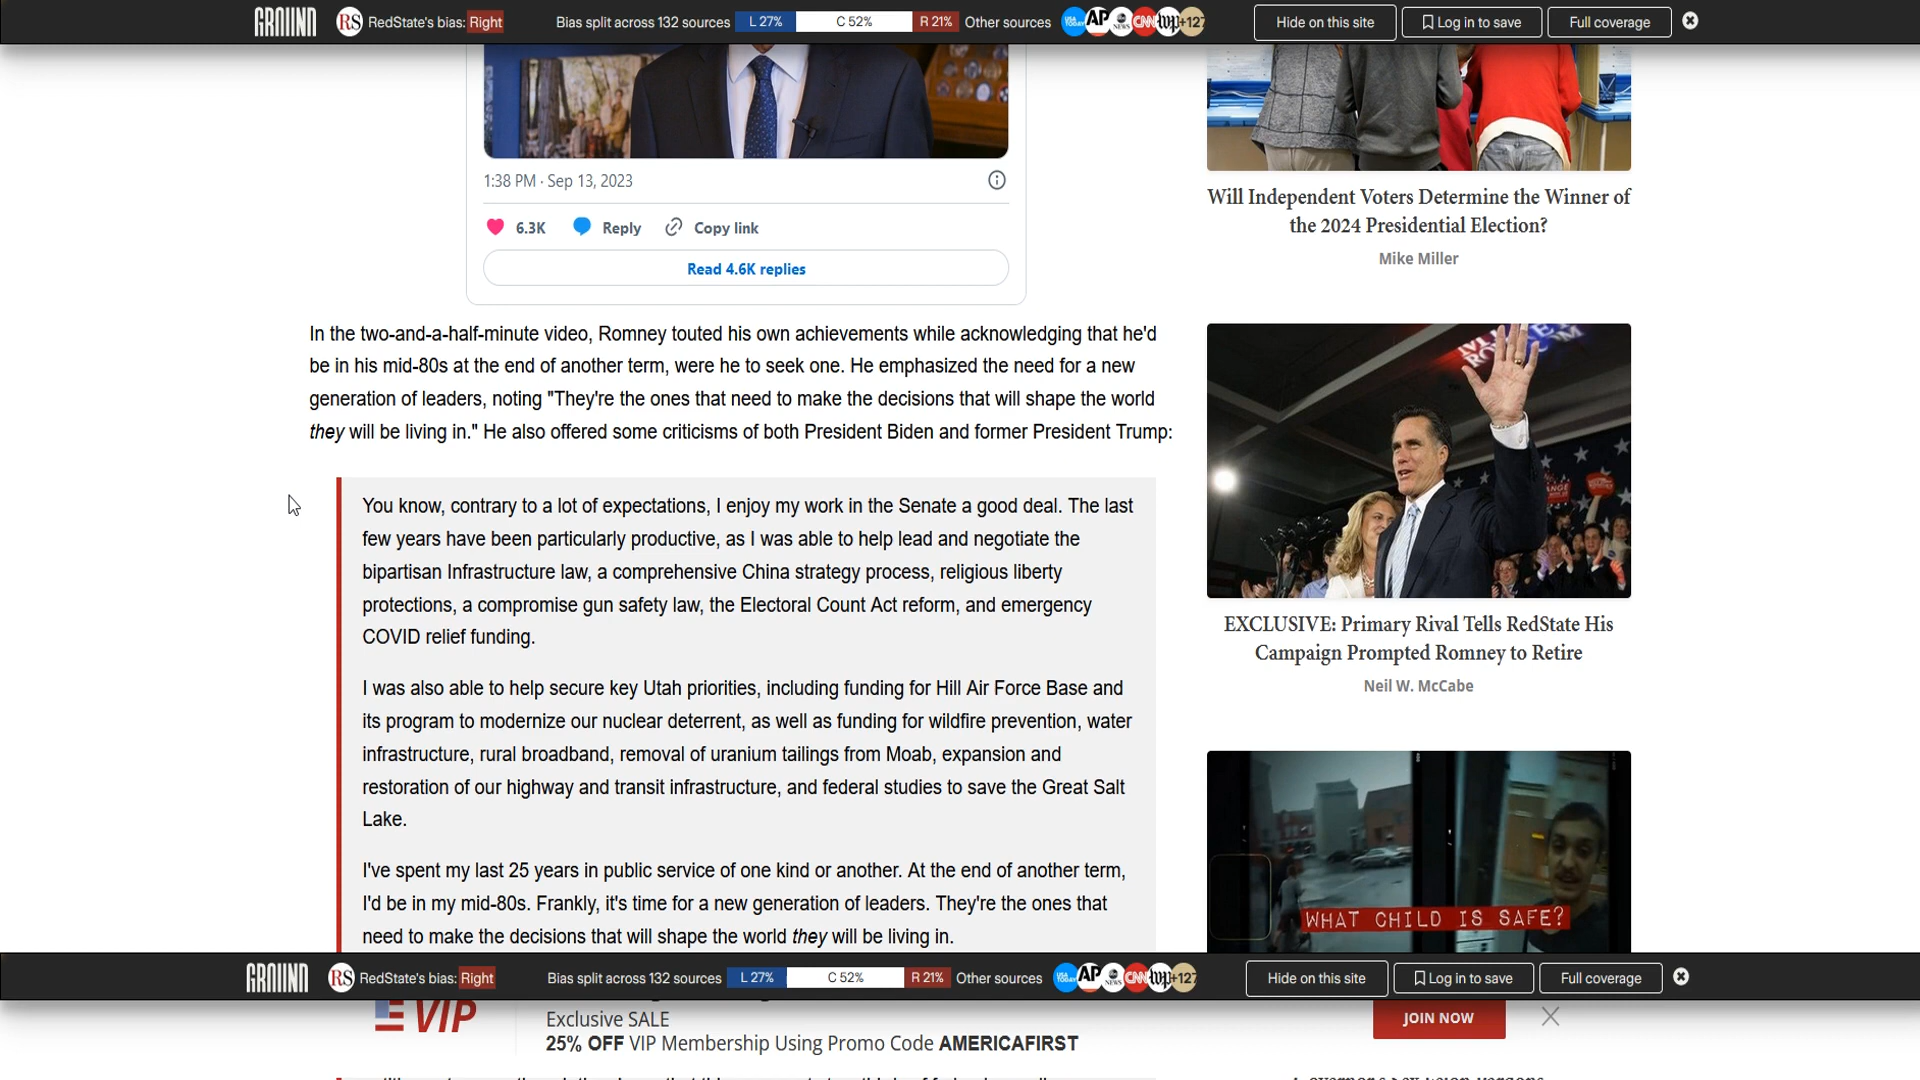 GROUND RS RedState's bias: Right Bias split across 132 sources L 27% C 52% R 21% Other sources USA TODAY AP abc NEWS CNN wp +127 Hide on this site Log in to save Full coverage
1:38 PM · Sep 13, 2023
6.3K Reply Copy link
Read 4.6K replies
In the two-and-a-half-minute video, Romney touted his own achievements while acknowledging that he'd
be in his mid-80s at the end of another term, were he to seek one. He emphasized the need for a new
generation of leaders, noting "They're the ones that need to make the decisions that will shape the world
they will be living in." He also offered some criticisms of both President Biden and former President Trump:
You know, contrary to a lot of expectations, I enjoy my work in the Senate a good deal. The last
few years have been particularly productive, as I was able to help lead and negotiate the
bipartisan Infrastructure law, a comprehensive China strategy process, religious liberty
protections, a compromise gun safety law, the Electoral Count Act reform, and emergency
COVID relief funding.
I was also able to help secure key Utah priorities, including funding for Hill Air Force Base and
its program to modernize our nuclear deterrent, as well as funding for wildfire prevention, water
infrastructure, rural broadband, removal of uranium tailings from Moab, expansion and
restoration of our highway and transit infrastructure, and federal studies to save the Great Salt
Lake.
I've spent my last 25 years in public service of one kind or another. At the end of another term,
I'd be in my mid-80s. Frankly, it's time for a new generation of leaders. They're the ones that
need to make the decisions that will shape the world they will be living in.
Will Independent Voters Determine the Winner of
the 2024 Presidential Election?
Mike Miller
EXCLUSIVE: Primary Rival Tells RedState His
Campaign Prompted Romney to Retire
Neil W. McCabe
WHAT CHILD IS SAFE?
GROUND RS RedState's bias: Right Bias split across 132 sources L 27% C 52% R 21% Other sources USA TODAY AP abc NEWS CNN wp +127 Hide on this site Log in to save Full coverage
VIP
Exclusive SALE
25% OFF VIP Membership Using Promo Code AMERICAFIRST
JOIN NOW